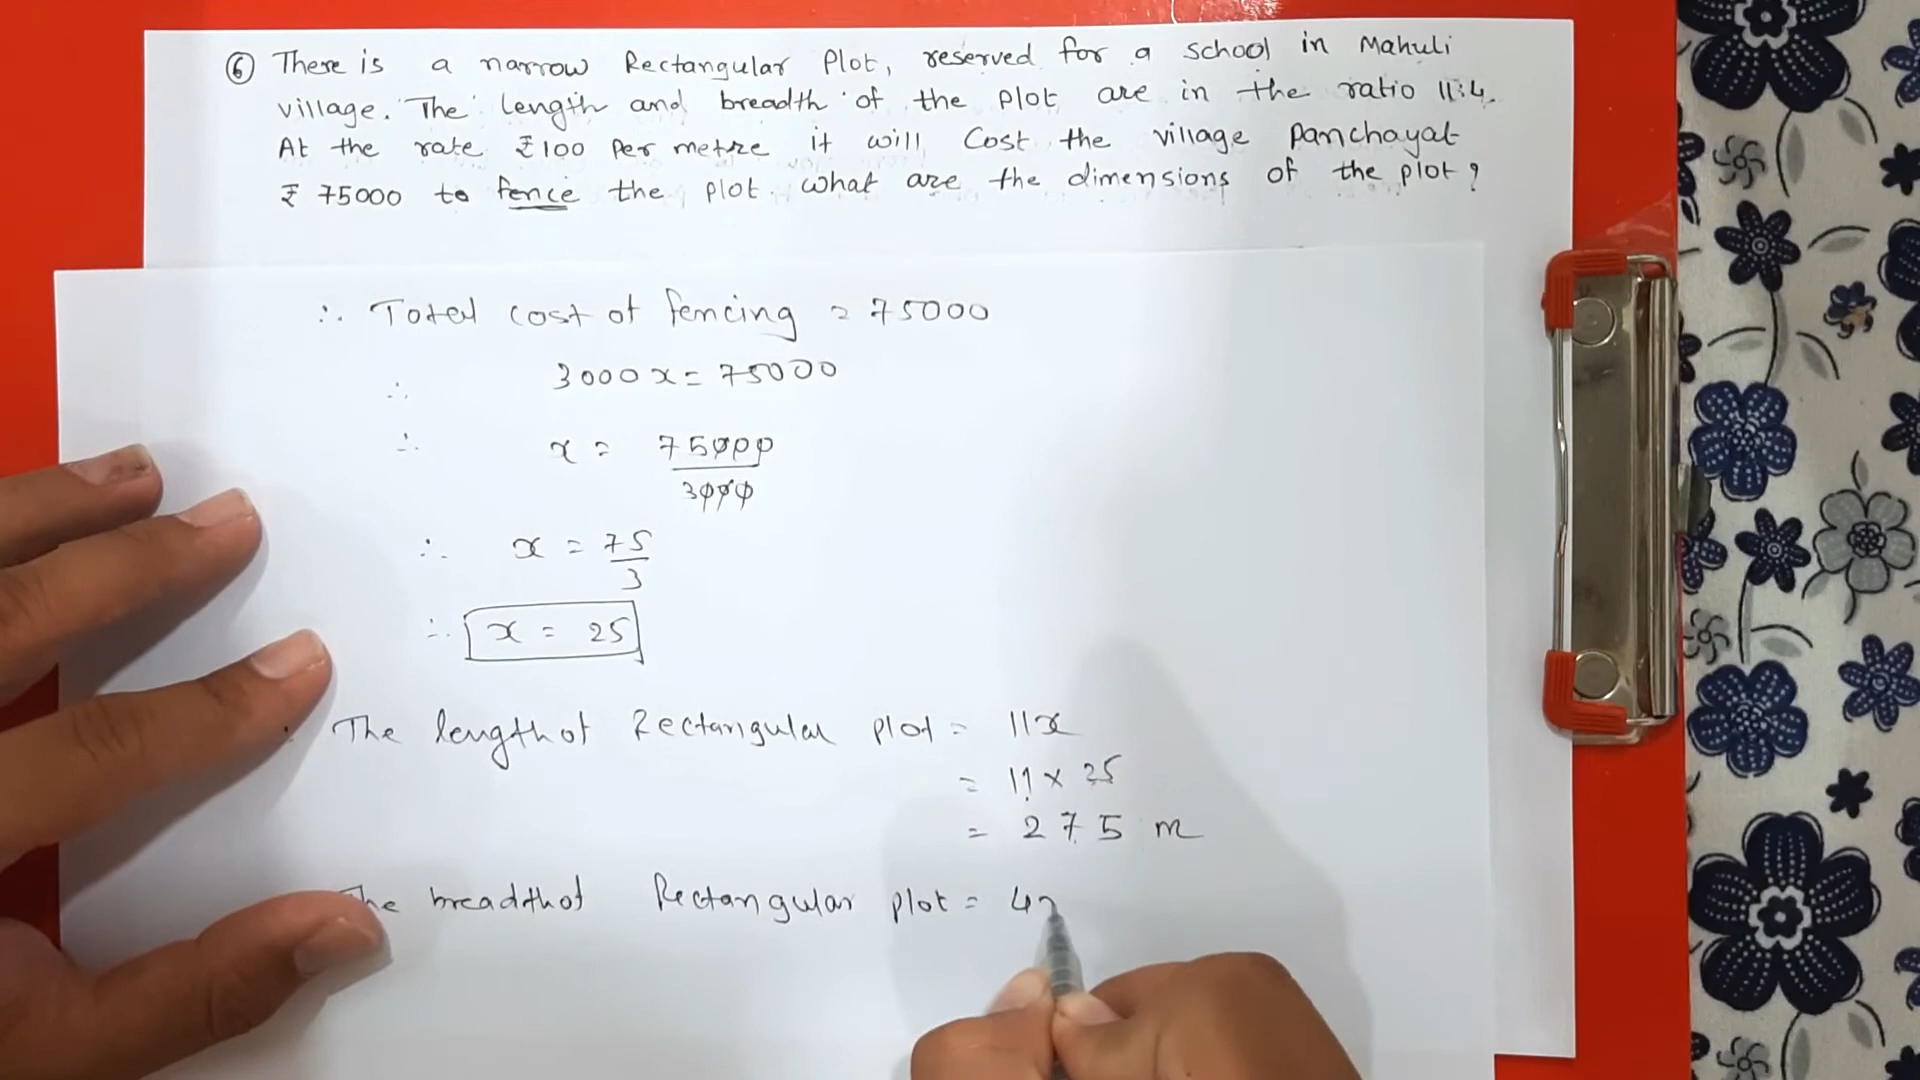 ⑥ There is a narrow Rectangular Plot, reserved for a school in Mahuli
village. The length and breadth of the plot are in the ratio 11:4.
At the rate ₹100 Per metre it will Cost the village Panchayat
₹ 75000 to fence the plot. What are the dimensions of the plot?
∴ Total cost of fencing = 75000
∴ 3000x = 75000
∴ x = 75000/3000
∴ x = 75/3
∴ x = 25
The length of Rectangular plot = 11x
= 11 × 25
= 275 m
The breadth of Rectangular plot = 4